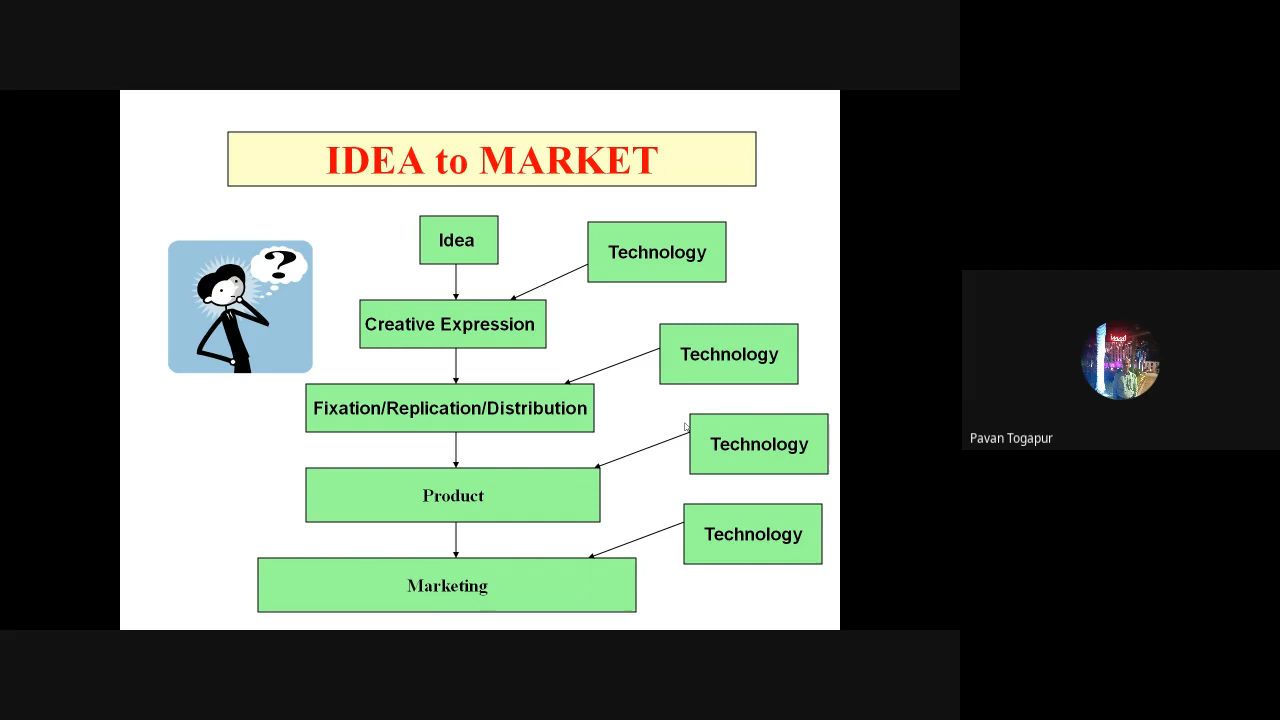 IDEA to MARKET
Idea
Technology
?
Creative Expression
Technology
Fixation/Replication/Distribution
Technology
Product
Technology
Marketing
Pavan Togapur